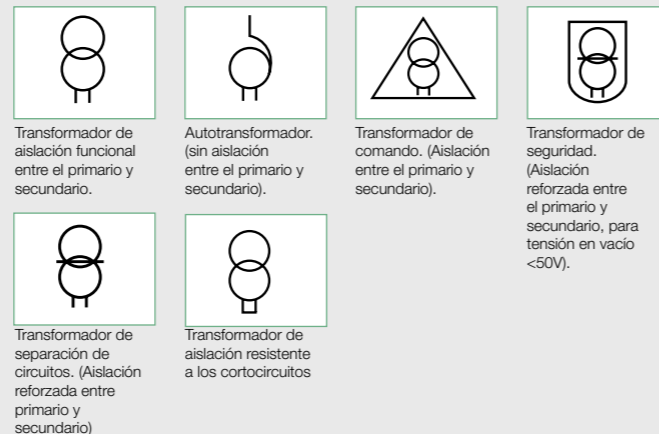 Transformador de
aislación funcional
entre el primario y
secundario.
Autotransformador.
(sin aislación
entre el primario y
secundario).
Transformador de
comando. (Aislación
entre el primario y
secundario).
Transformador de
seguridad.
(Aislación
reforzada entre
el primario y
secundario, para
tensión en vacío
<50V).
Transformador de
separación de
circuitos. (Aislación
reforzada entre
primario y
secundario)
Transformador de
aislación resistente
a los cortocircuitos